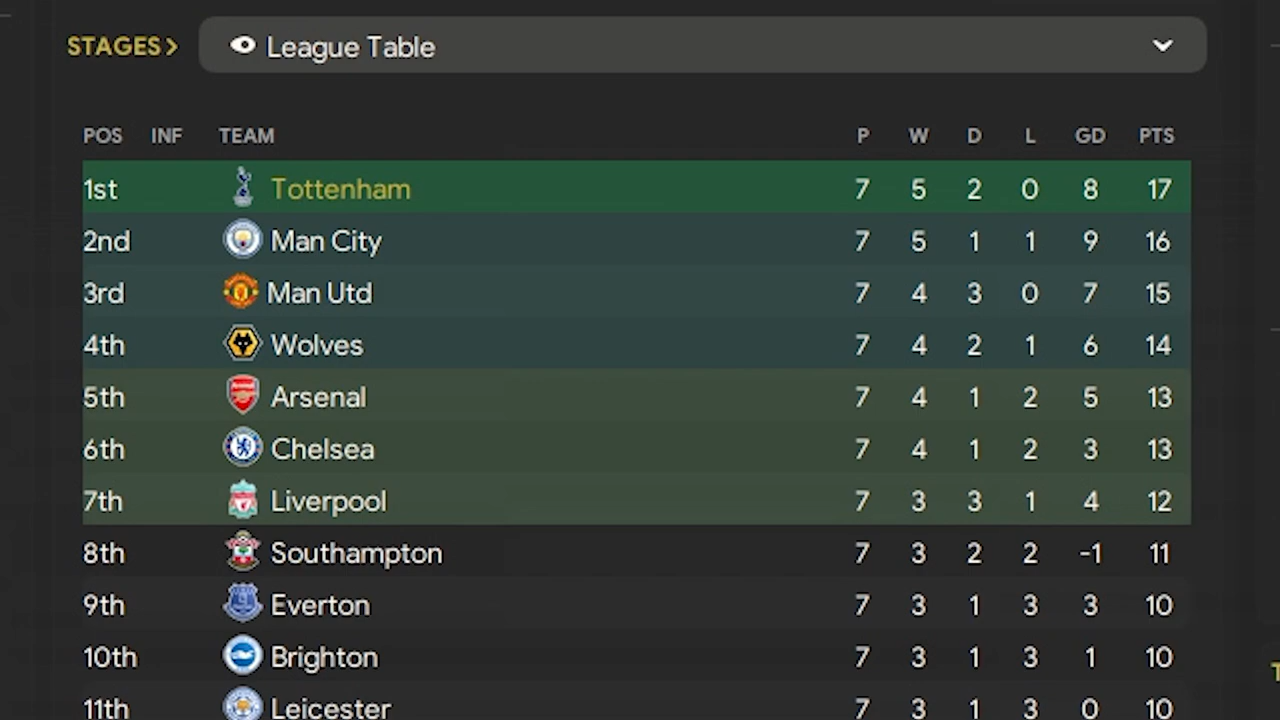 STAGES> League Table
POS INF TEAM P W D L GD PTS
1st Tottenham 7 5 2 0 8 17
2nd Man City 7 5 1 1 9 16
3rd Man Utd 7 4 3 0 7 15
4th Wolves 7 4 2 1 6 14
5th Arsenal 7 4 1 2 5 13
6th Chelsea 7 4 1 2 3 13
7th Liverpool 7 3 3 1 4 12
8th Southampton 7 3 2 2 -1 11
9th Everton 7 3 1 3 3 10
10th Brighton 7 3 1 3 1 10
11th Leicester 7 3 1 3 0 10